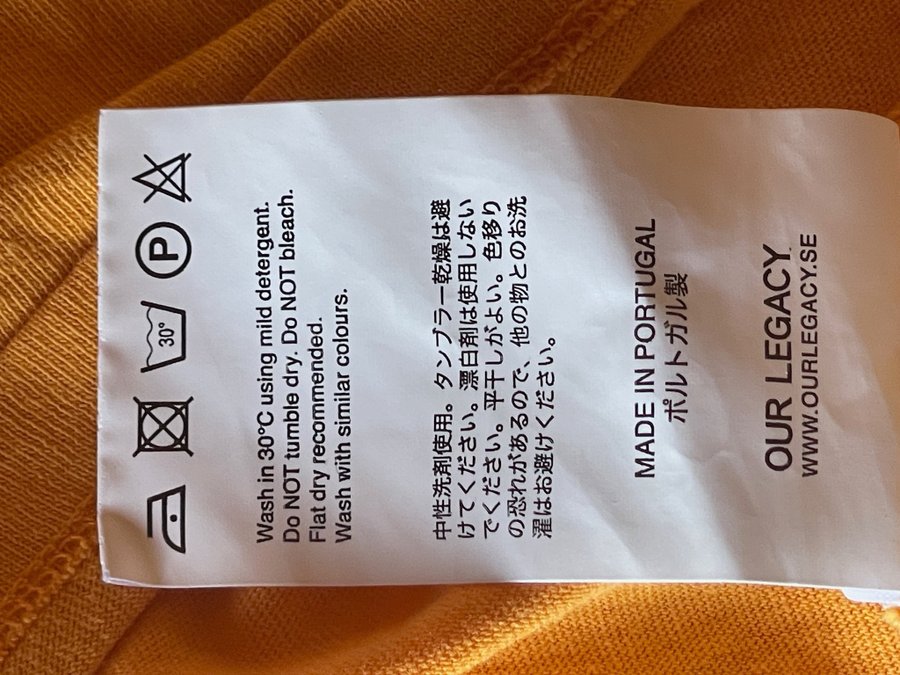 30°
P
Wash in 30°C using mild detergent.
Do NOT tumble dry. Do NOT bleach.
Flat dry recommended.
Wash with similar colours.
中性洗剤使用。タンブラー乾燥は避
けてください。漂白剤は使用しない
でください。平干しがよい。色移り
の恐れがあるので、他の物とのお洗
濯はお避けください。
MADE IN PORTUGAL
ポルトガル製
OUR LEGACY
WWW.OURLEGACY.SE